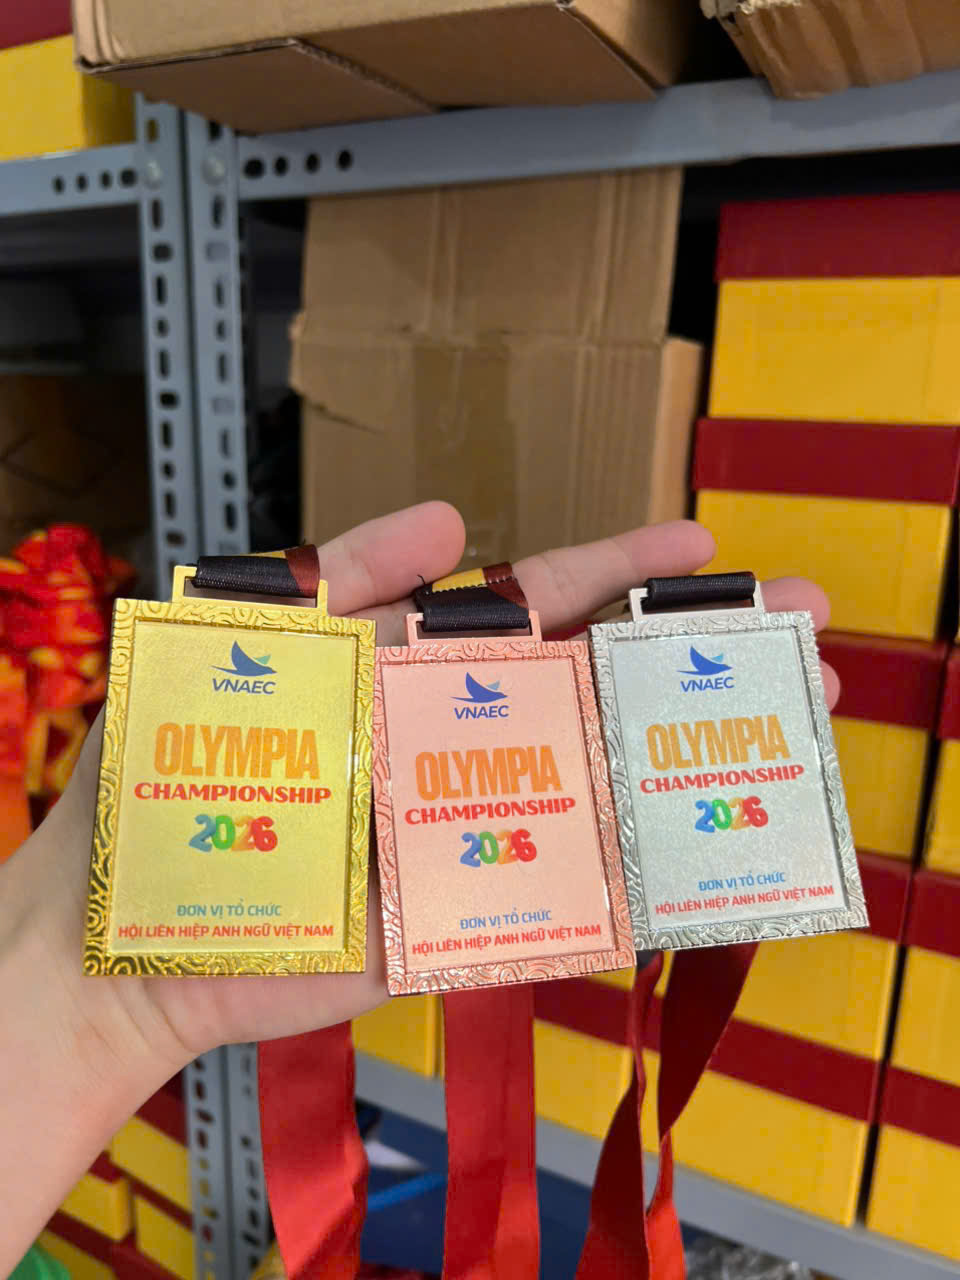 VNAEC
OLYMPIA
CHAMPIONSHIP
2026
ĐƠN VỊ TỔ CHỨC
HỘI LIÊN HIỆP ANH NGỮ VIỆT NAM
VNAEC
OLYMPIA
CHAMPIONSHIP
2026
ĐƠN VỊ TỔ CHỨC
HỘI LIÊN HIỆP ANH NGỮ VIỆT NAM
VNAEC
OLYMPIA
CHAMPIONSHIP
2026
ĐƠN VỊ TỔ CHỨC
HỘI LIÊN HIỆP ANH NGỮ VIỆT NAM